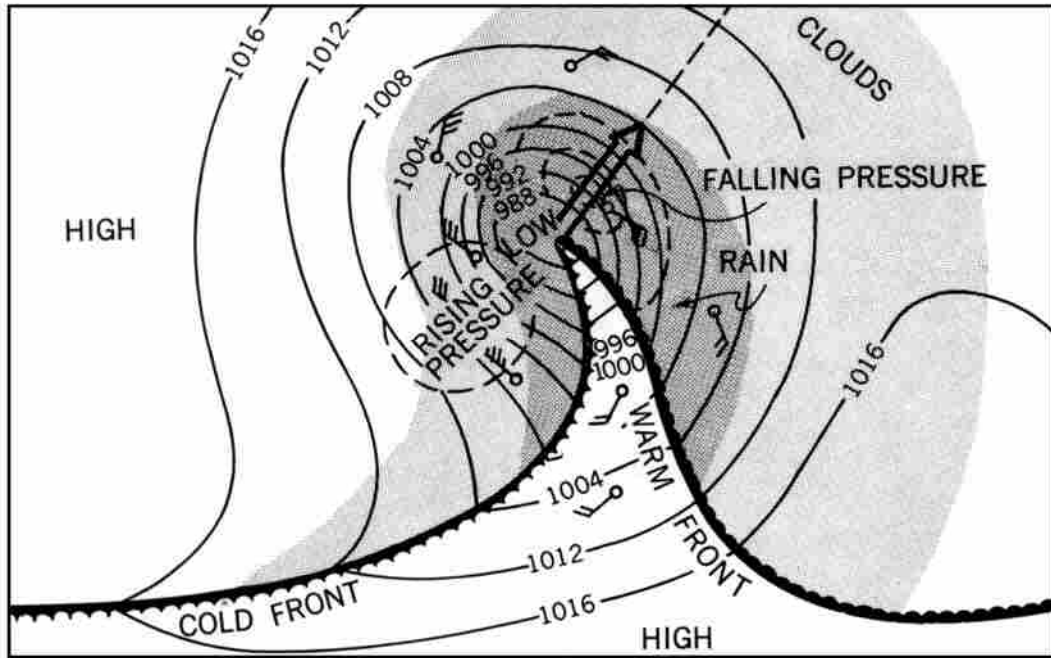 1016
1012
1008
1004
1000
996
992
988
CLOUDS
FALLING PRESSURE
HIGH
LOW
RAIN
RISING
PRESSURE
996
1000
1016
WARM
FRONT
1004
1012
1016
COLD FRONT
HIGH